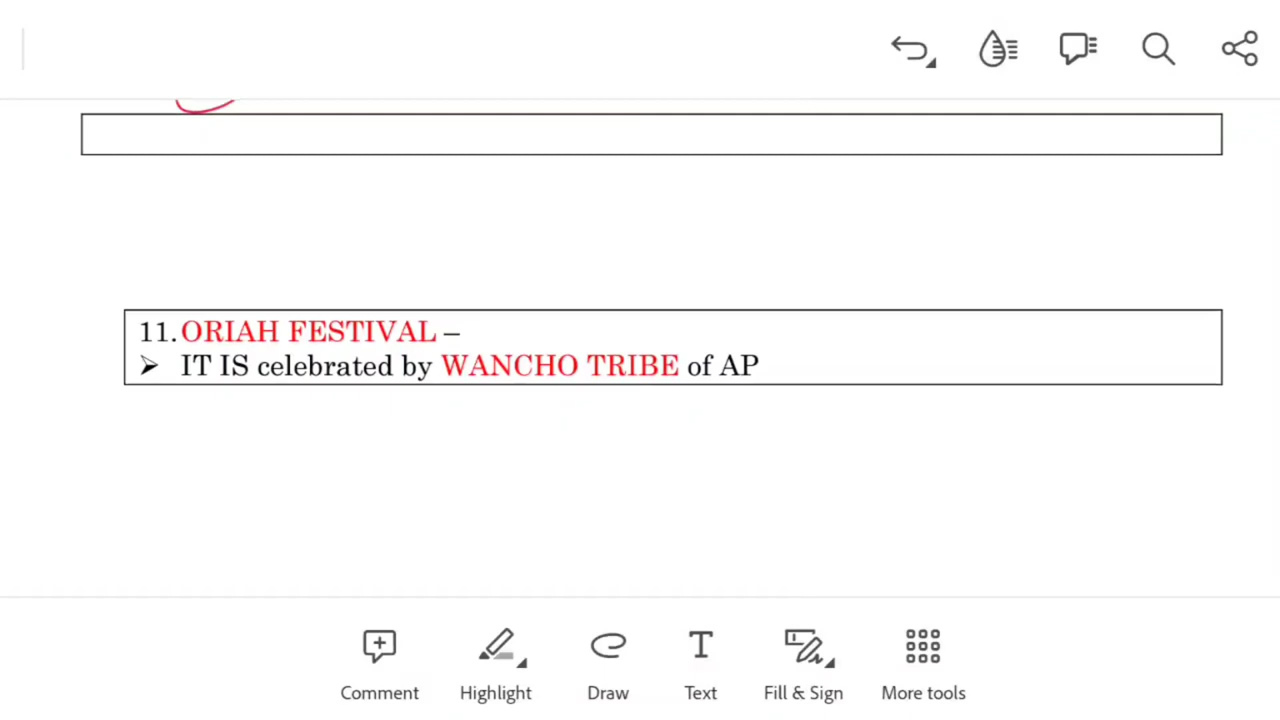 11. ORIAH FESTIVAL –
➢ IT IS celebrated by WANCHO TRIBE of AP
Comment
Highlight
Draw
T
Text
Fill & Sign
More tools